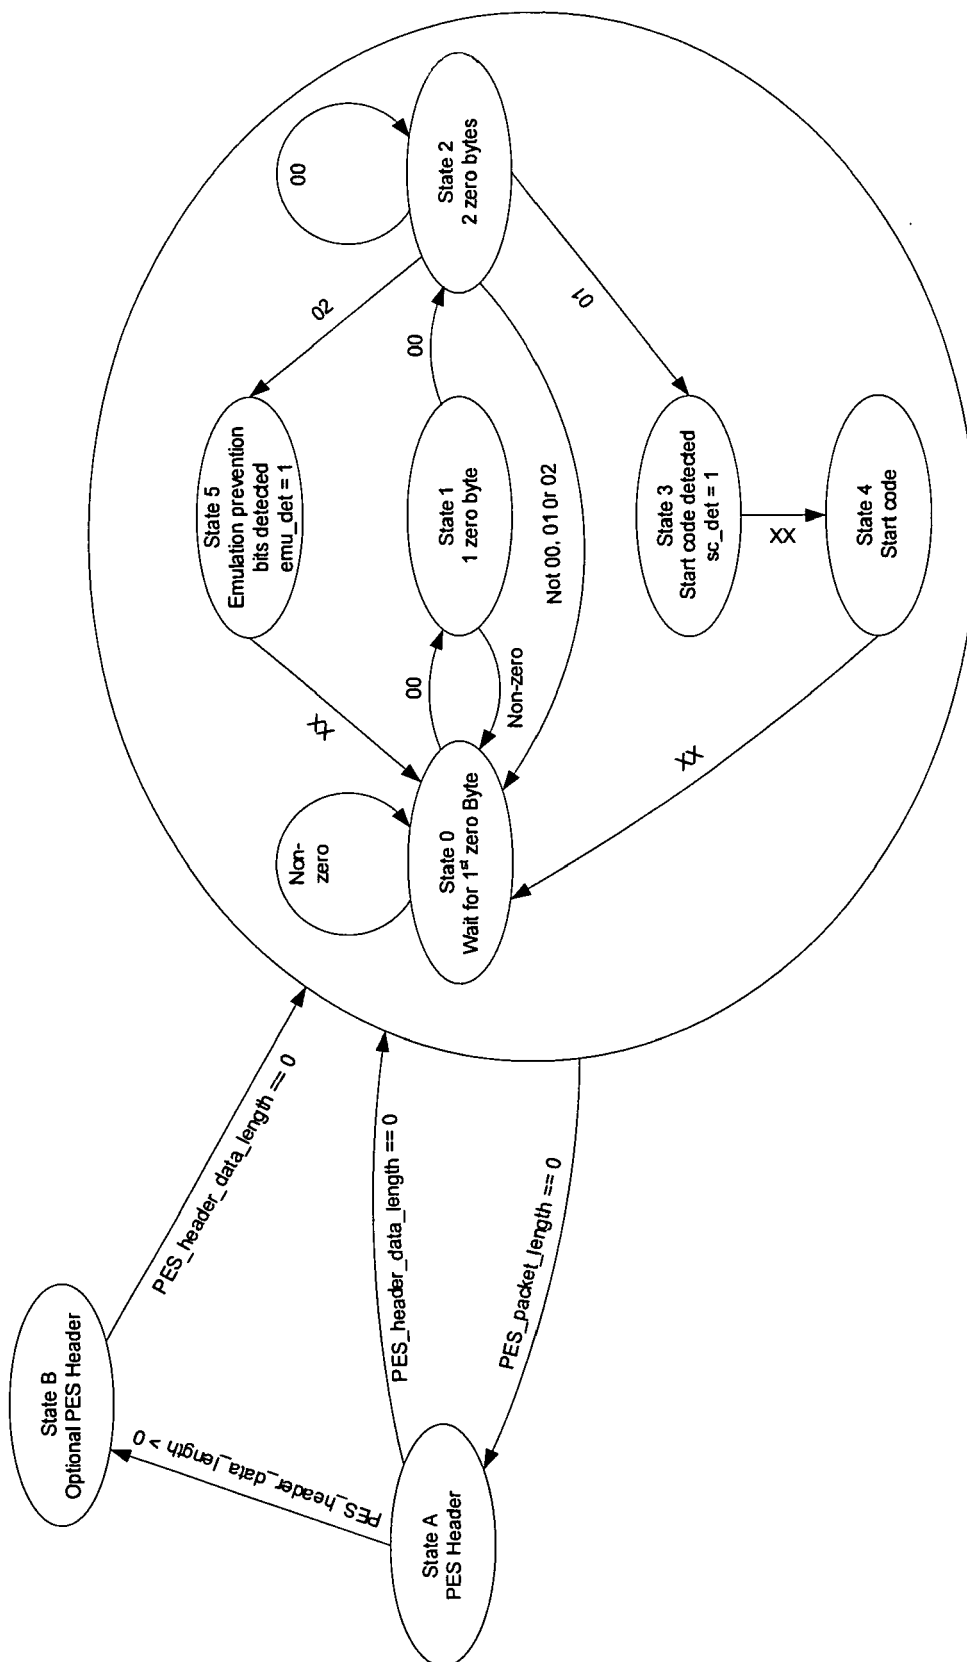 State B
Optional PES Header
PES_header_data_length > 0
State A
PES Header
PES_header_data_length == 0
PES_header_data_length == 0
PES_packet_length == 0
Non-
zero
State 0
Wait for 1st zero Byte
XX
00
Non-zero
XX
State 5
Emulation prevention
bits detected
emu_det = 1
State 1
1 zero byte
Not 00, 01 0r 02
State 3
Start code detected
sc_det = 1
XX
State 4
Start code
02
00
01
00
State 2
2 zero bytes